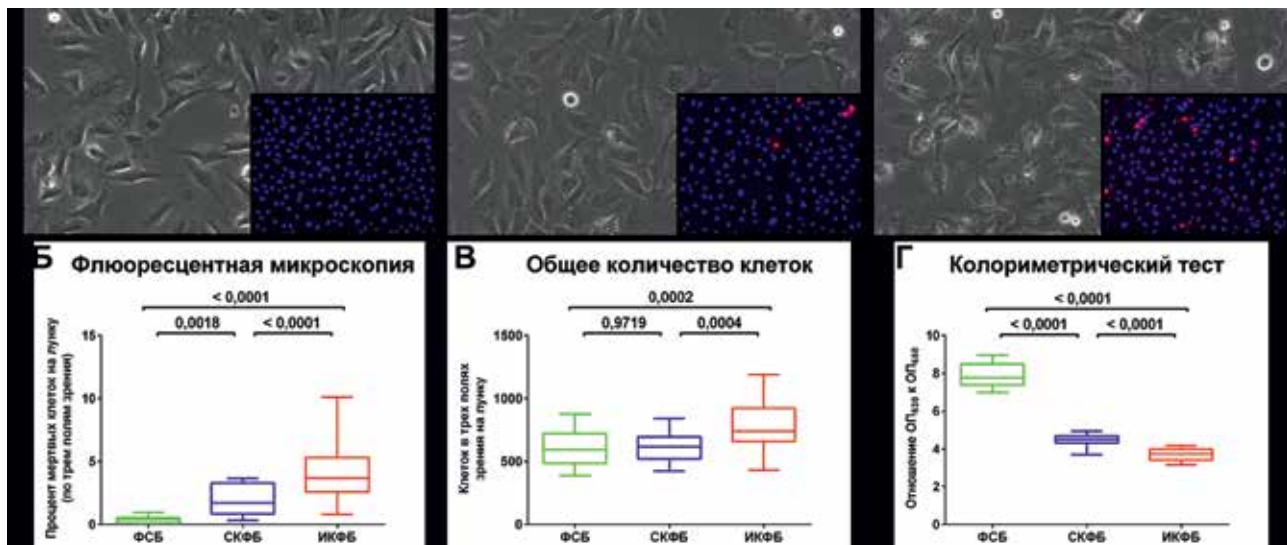 Б Флюоресцентная микроскопия
< 0,0001
0,0018 < 0,0001
Процент мертвых клеток на лунку
(по трем полям зрения)
15
10
5
0
ФСБ СКФБ ИКФБ
В Общее количество клеток
0,0002
0,9719 0,0004
Клеток в трех полях
зрения на лунку
1500
1000
500
0
ФСБ СКФБ ИКФБ
Г Колориметрический тест
< 0,0001
< 0,0001 < 0,0001
Отношение ОП к ОП
10
8
6
4
2
0
ФСБ СКФБ ИКФБ